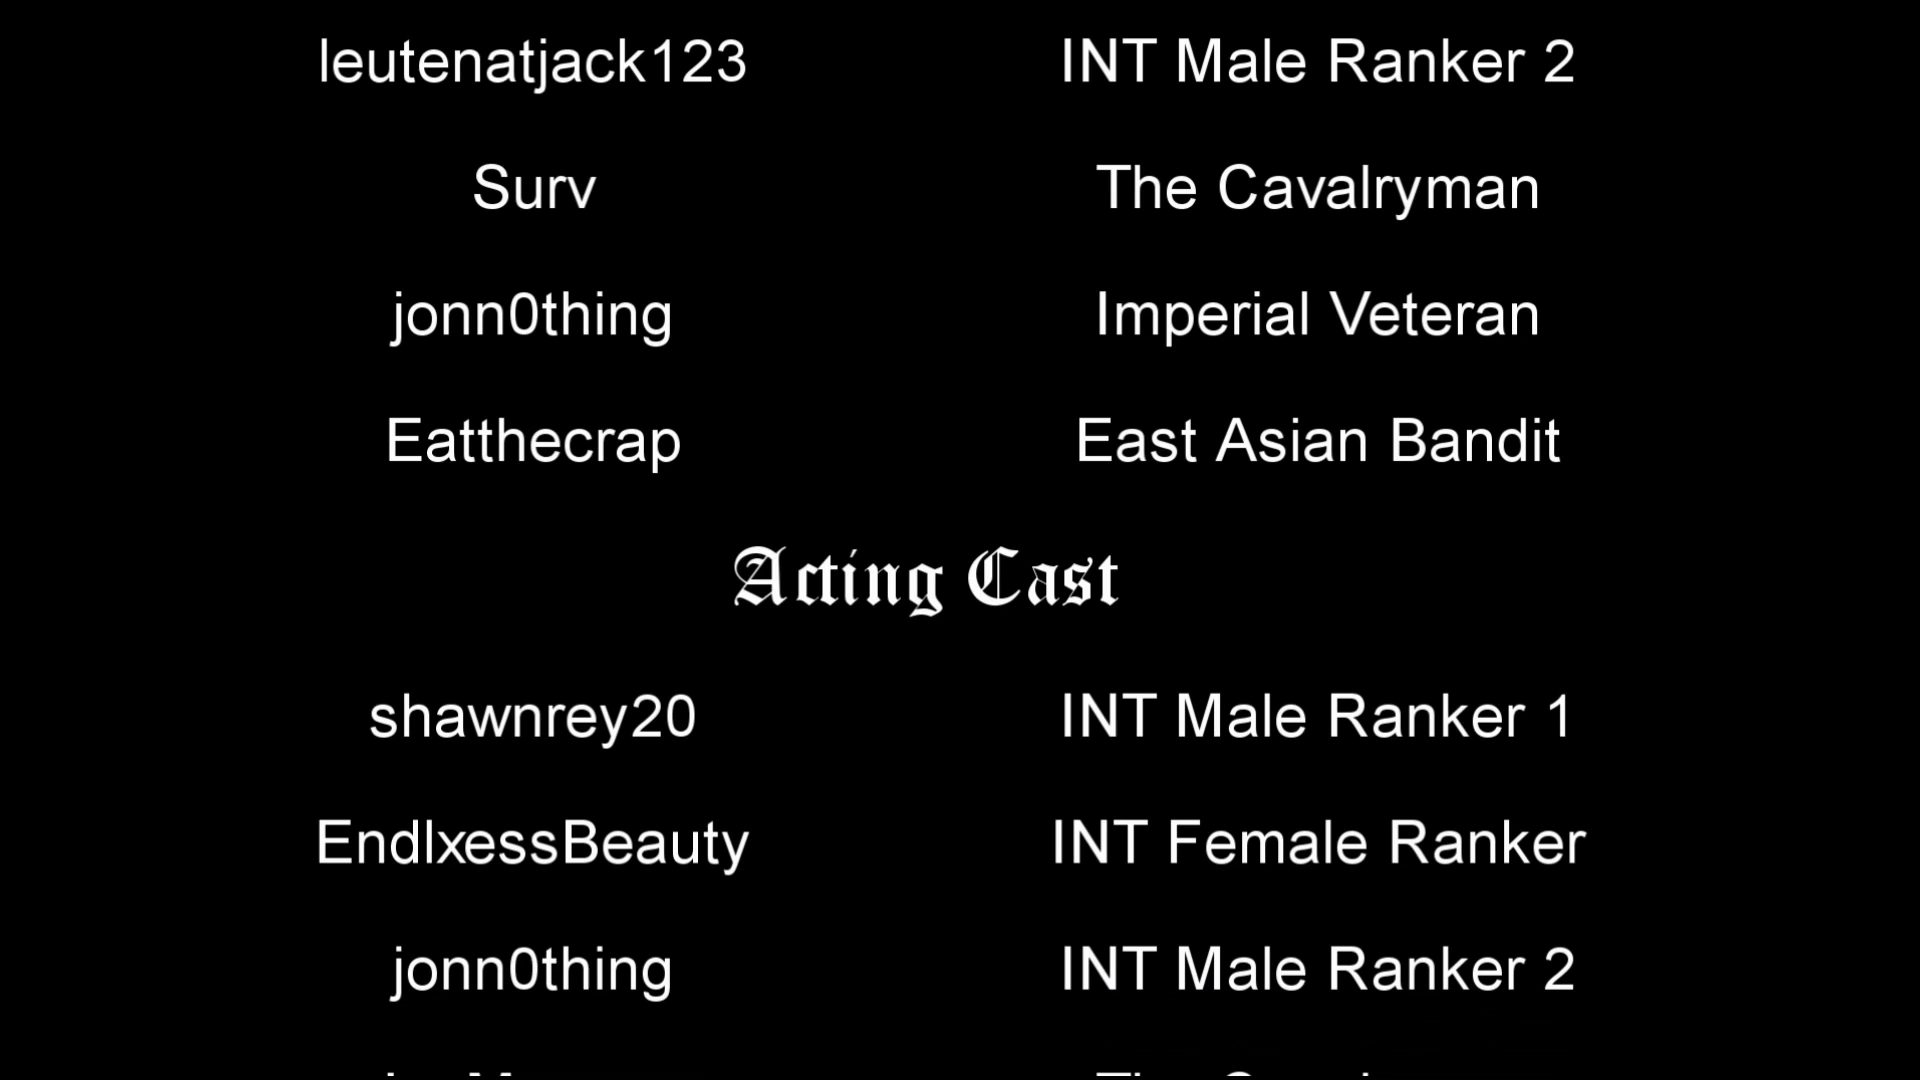 leutenatjack123 INT Male Ranker 2
Surv The Cavalryman
jonn0thing Imperial Veteran
Eatthecrap East Asian Bandit
Acting Cast
shawnrey20 INT Male Ranker 1
EndlxessBeauty INT Female Ranker
jonn0thing INT Male Ranker 2